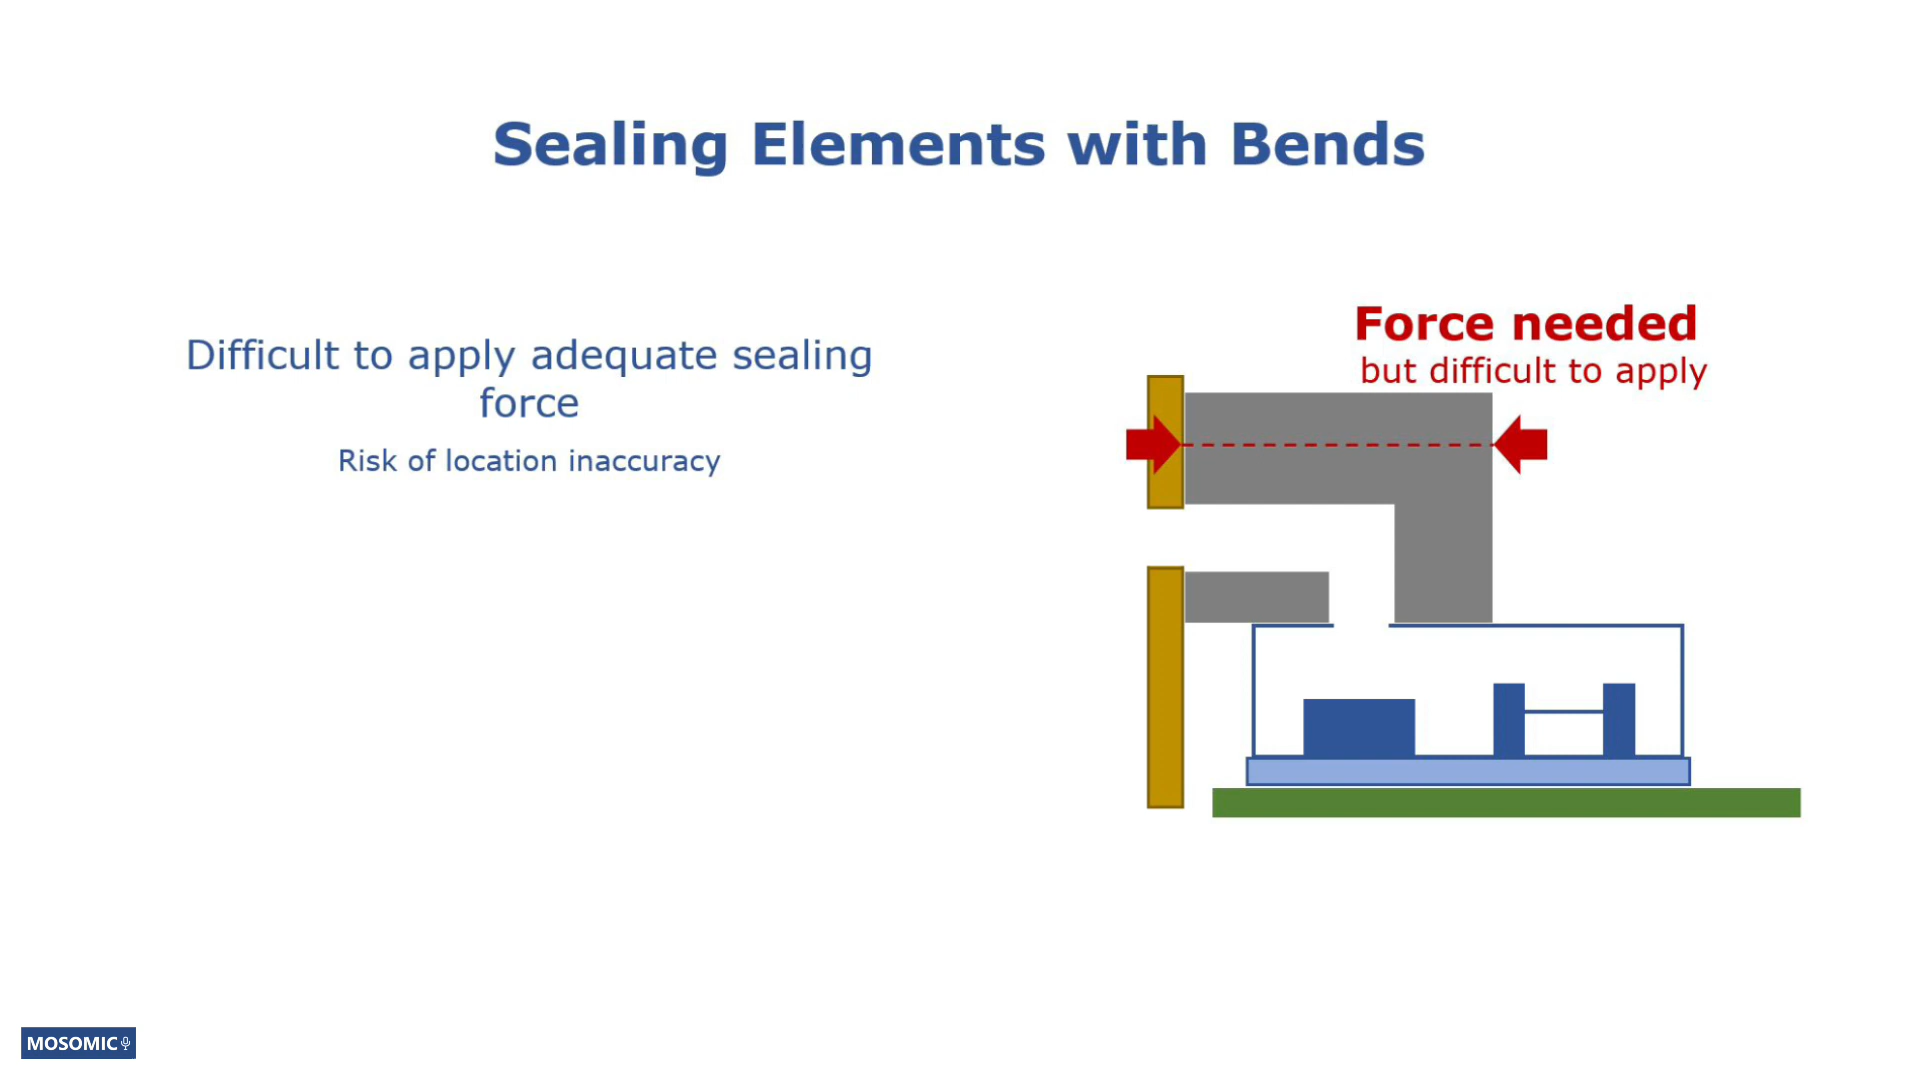 Sealing Elements with Bends
Difficult to apply adequate sealing
force
Risk of location inaccuracy
Force needed
but difficult to apply
MOSOMIC